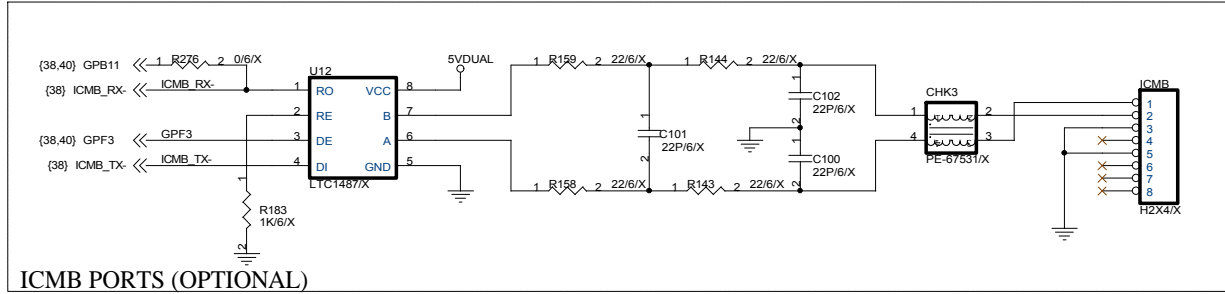 {38,40} GPB11 1 R276 2 0/6/X
{38} ICMB_RX- ICMB_RX-
{38,40} GPF3 GPF3
{38} ICMB_TX- ICMB_TX-
1
R183
1K/6/X
2
U12
1 RO VCC 8
2 RE B 7
3 DE A 6
4 DI GND 5
LTC1487/X
5VDUAL
1 R159 2 22/6/X
1 R144 2 22/6/X
1
C101
22P/6/X
2
1
C102
22P/6/X
2
1
C100
22P/6/X
2
1 R158 2 22/6/X
1 R143 2 22/6/X
CHK3
1 2
4 3
PE-67531/X
ICMB
1
2
3
4
5
6
7
8
H2X4/X
ICMB PORTS (OPTIONAL)